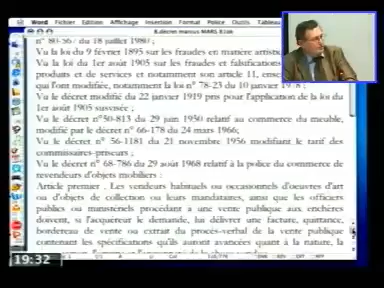 Word Edition Affichage Insertion Format Police Outils Tableau
8.decret marcus MARS B1bb
n° 80-567 du 18 juillet 1980 ;
Vu la loi du 9 février 1895 sur les fraudes en matière artistic
Vu la loi du 1er août 1905 sur les fraudes et falsifications
produits et de services et notamment son article 11, ensem
qui l'ont modifiée, notamment la loi n° 78-23 du 10 janvier 1978 ;
Vu le décret modifié du 22 janvier 1919 pris pour l'application de la loi du
1er août 1905 susvisée ;
Vu le décret n°50-813 du 29 juin 1950 relatif au commerce du meuble,
modifié par le décret n° 66-178 du 24 mars 1966;
Vu le décret n° 56-1181 du 21 novembre 1956 modifiant le tarif des
commissaires-priseurs ;
Vu le décret n° 68-786 du 29 août 1968 relatif à la police du commerce de
revendeurs d'objets mobiliers :
Article premier . Les vendeurs habituels ou occasionnels d'oeuvres d'art
ou d'objets de collection ou leurs mandataires, ainsi que les officiers
publics ou ministériels procédant a une vente publique aux enchères
doivent, si l'acquéreur le demande, lui délivrer une facture, quittance,
bordereau de vente ou extrait du procès-verbal de la vente publique
contenant les spécifications qu'ils auront avancées quant à la nature, la
19:32